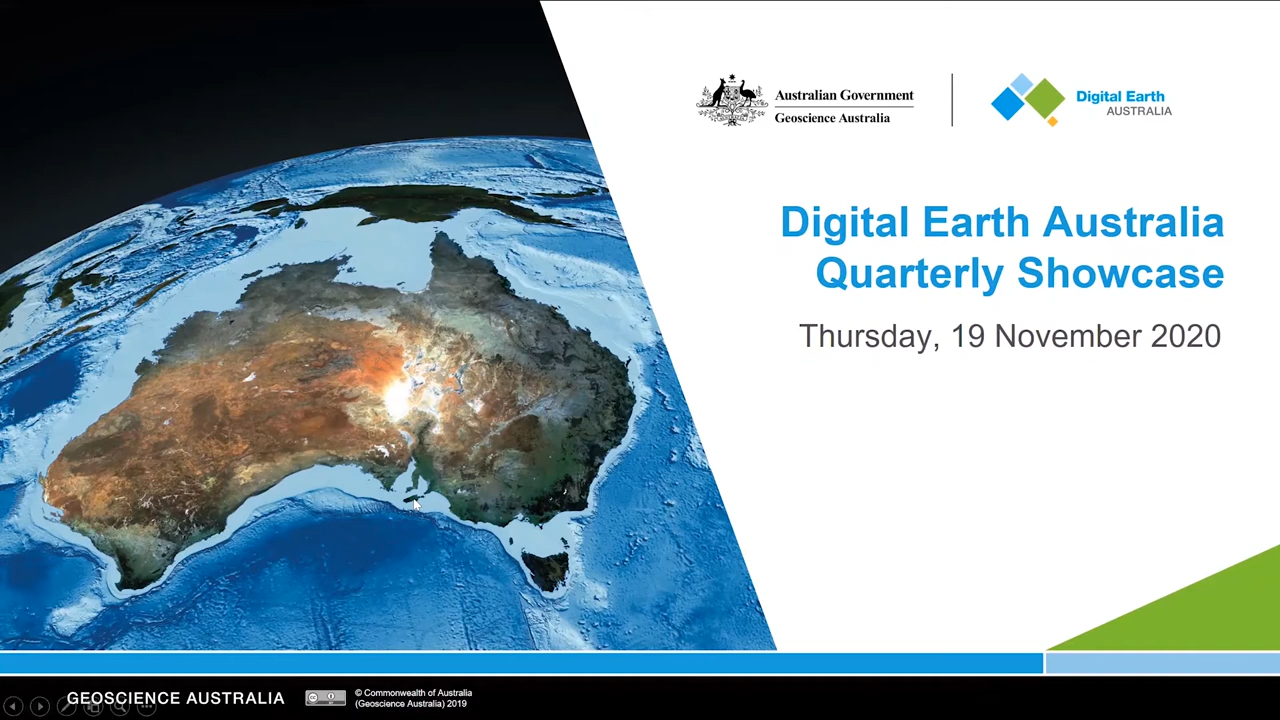 Australian Government
Geoscience Australia
Digital Earth
AUSTRALIA
Digital Earth Australia
Quarterly Showcase
Thursday, 19 November 2020
GEOSCIENCE AUSTRALIA
© Commonwealth of Australia
(Geoscience Australia) 2019